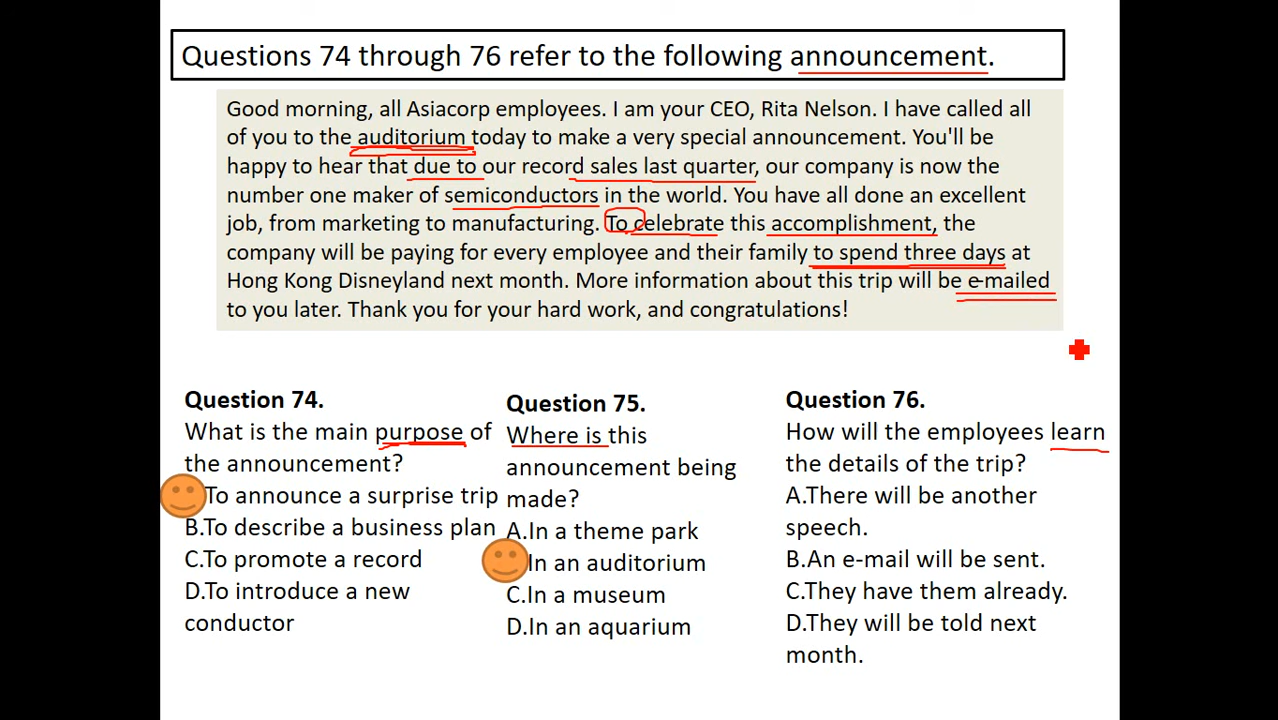 Questions 74 through 76 refer to the following announcement.
Good morning, all Asiacorp employees. I am your CEO, Rita Nelson. I have called all
of you to the auditorium today to make a very special announcement. You'll be
happy to hear that due to our record sales last quarter, our company is now the
number one maker of semiconductors in the world. You have all done an excellent
job, from marketing to manufacturing. To celebrate this accomplishment, the
company will be paying for every employee and their family to spend three days at
Hong Kong Disneyland next month. More information about this trip will be e-mailed
to you later. Thank you for your hard work, and congratulations!
Question 74.
What is the main purpose of
the announcement?
To announce a surprise trip
B.To describe a business plan
C.To promote a record
D.To introduce a new
conductor
Question 75.
Where is this
announcement being
made?
A.In a theme park
In an auditorium
C.In a museum
D.In an aquarium
Question 76.
How will the employees learn
the details of the trip?
A.There will be another
speech.
B.An e-mail will be sent.
C.They have them already.
D.They will be told next
month.